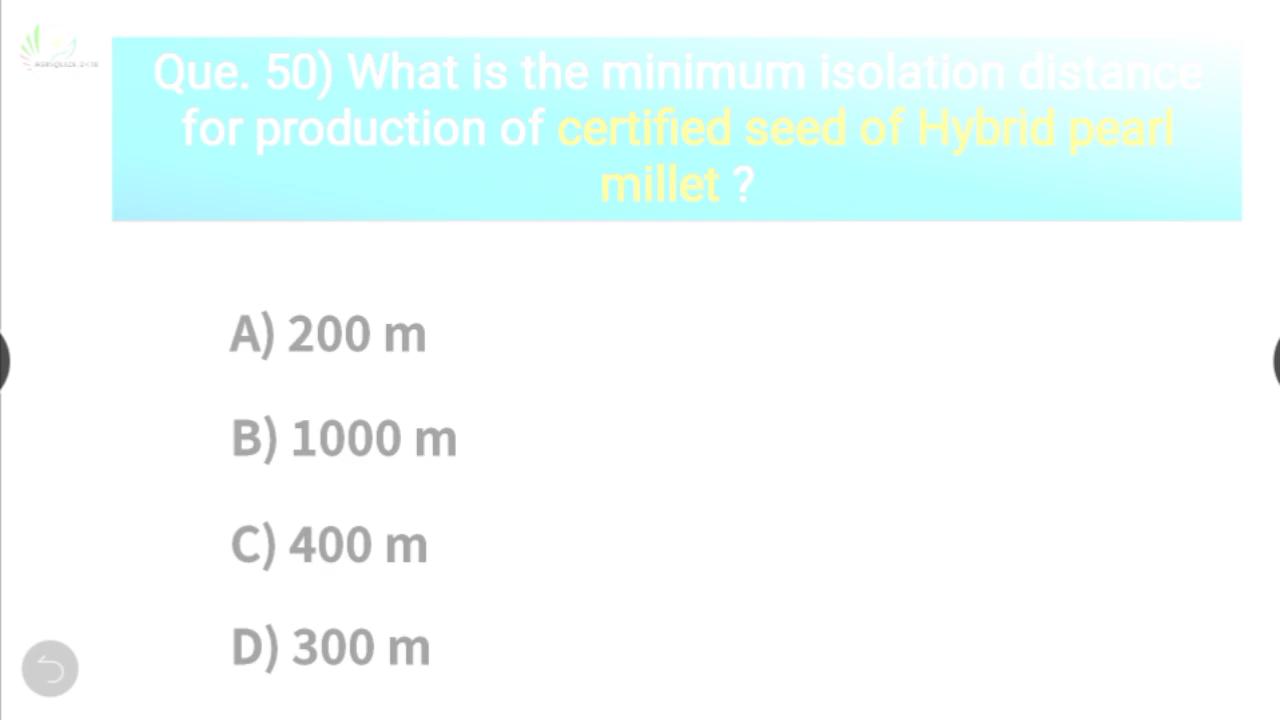 Que. 50) What is the minimum isolation distance
for production of certified seed of Hybrid pearl
millet ?
A) 200 m
B) 1000 m
C) 400 m
D) 300 m